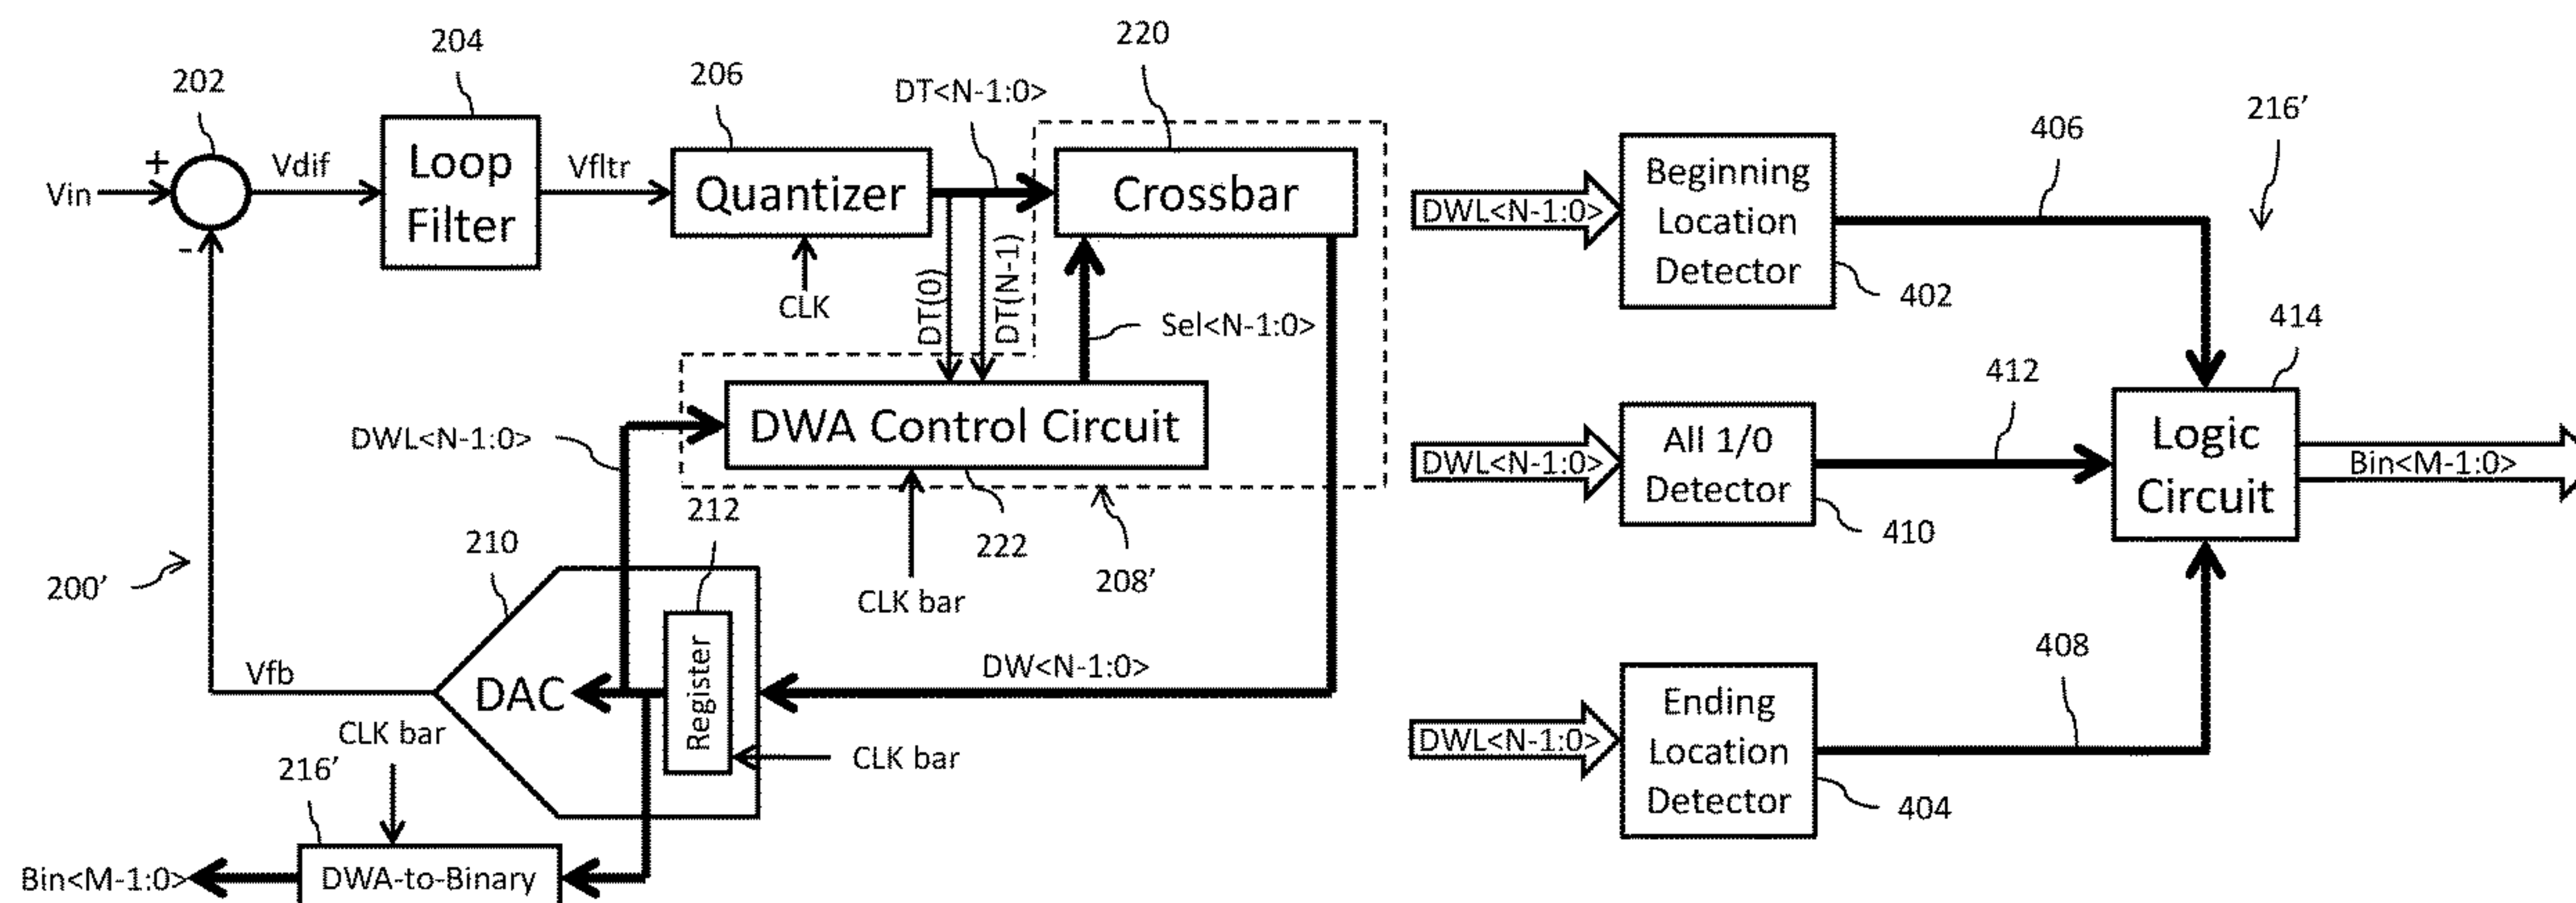 202
204
206
220
DT<N-1:0>
+
-
Vin
Vdif
Loop
Filter
Vfltr
Quantizer
Crossbar
CLK
DT(0)
DT(N-1)
Sel<N-1:0>
DWL<N-1:0>
DWA Control Circuit
212
222
208'
CLK bar
200'
210
Vfb
DAC
Register
DW<N-1:0>
CLK bar
CLK bar
216'
Bin<M-1:0>
DWA-to-Binary
216'
406
DWL<N-1:0>
Beginning
Location
Detector
402
414
412
DWL<N-1:0>
All 1/0
Detector
410
Logic
Circuit
Bin<M-1:0>
408
DWL<N-1:0>
Ending
Location
Detector
404